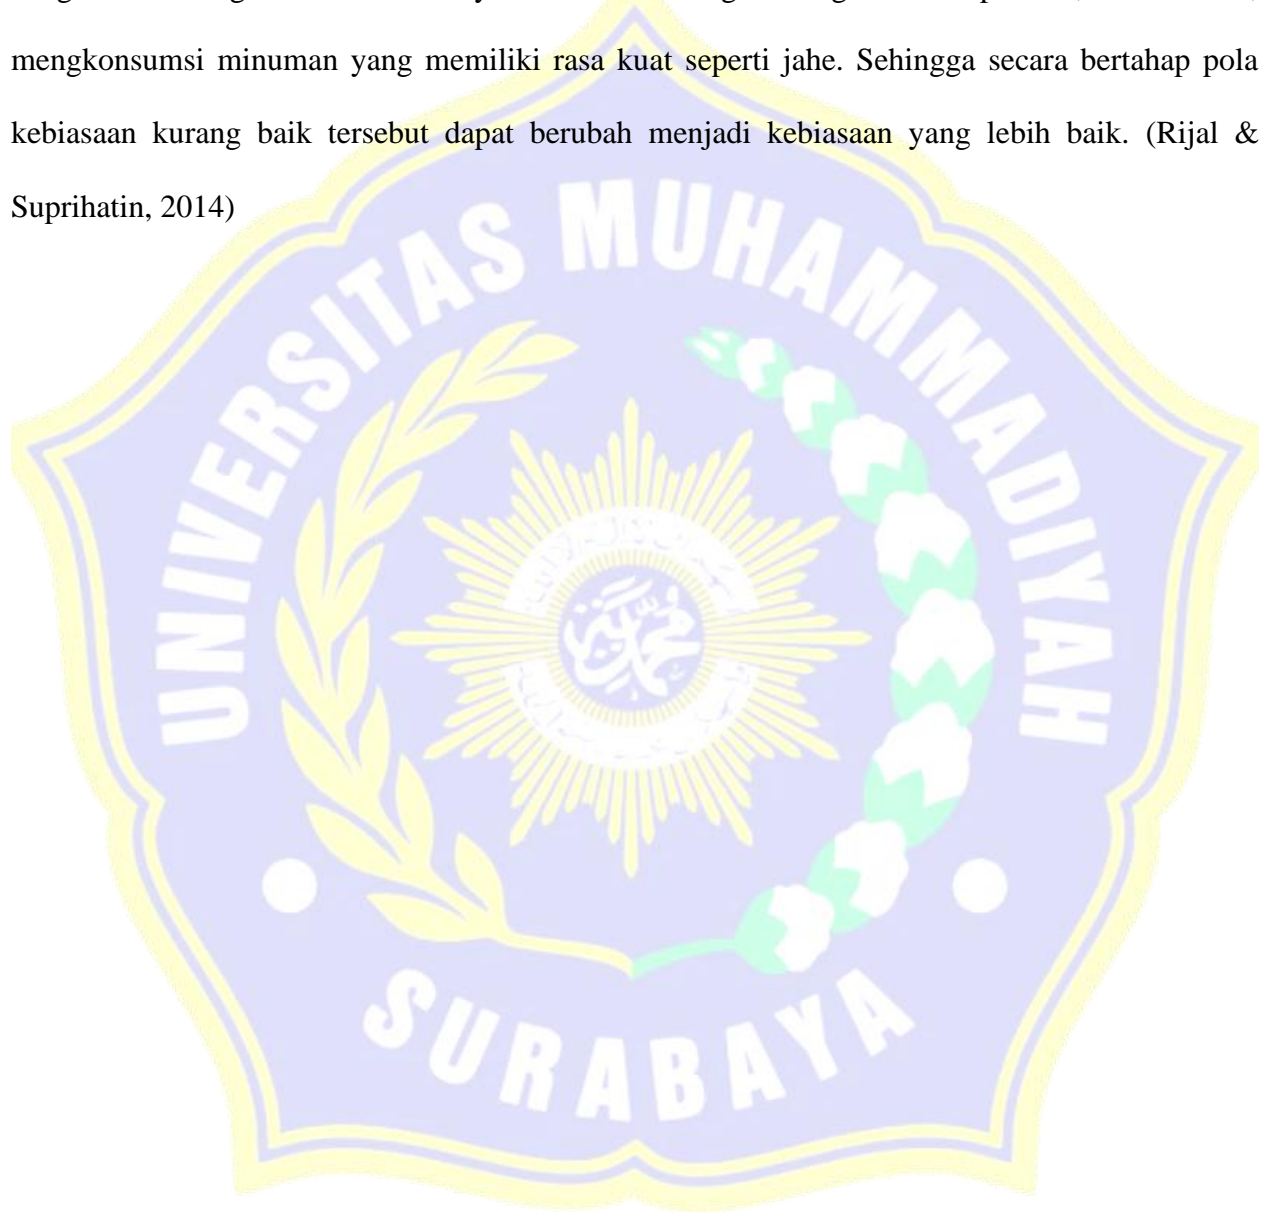 mengkonsumsi minuman yang memiliki rasa kuat seperti jahe. Sehingga secara bertahap pola
kebiasaan kurang baik tersebut dapat berubah menjadi kebiasaan yang lebih baik. (Rijal &
Suprihatin, 2014)
UNIVERSITAS MUHAMMADIYAH
محمدية
SURABAYA